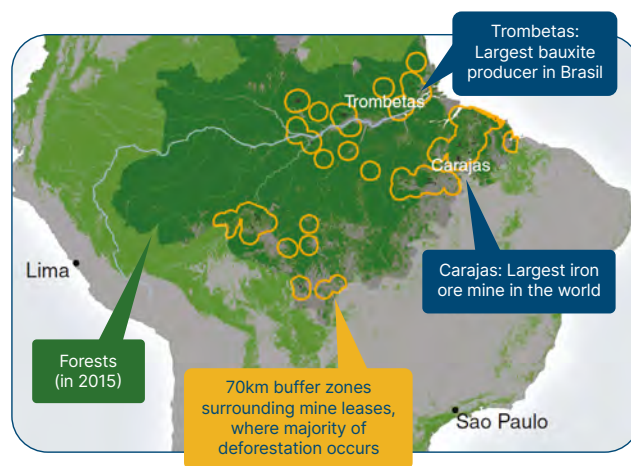 Trombetas:
Largest bauxite
producer in Brasil
Trombetas
Carajas
Lima
Carajas: Largest iron
ore mine in the world
Forests
(in 2015)
70km buffer zones
surrounding mine leases,
where majority of
deforestation occurs
Sao Paulo